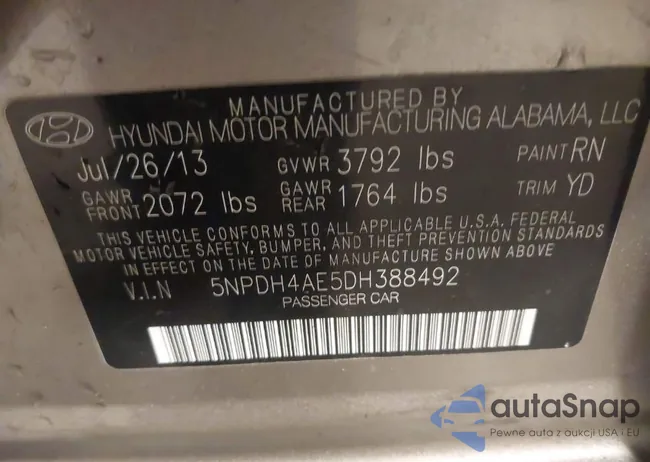 MANUFACTURED BY
HYUNDAI MOTOR MANUFACTURING ALABAMA, LLC
Jul/26/13 GVWR 3792 lbs PAINT RN
GAWR FRONT 2072 lbs GAWR REAR 1764 lbs TRIM YD
THIS VEHICLE CONFORMS TO ALL APPLICABLE U.S.A. FEDERAL
MOTOR VEHICLE SAFETY, BUMPER, AND THEFT PREVENTION STANDARDS
IN EFFECT ON THE DATE OF MANUFACTURE SHOWN ABOVE.
V.I.N 5NPDH4AE5DH388492
PASSENGER CAR
autaSnap
Pewne auta z aukcji USA i EU